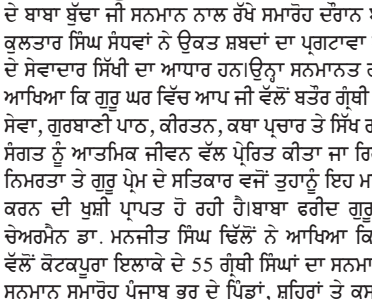 ਦੇ ਬਾਬਾ ਬੁੱਢਾ ਜੀ ਸਨਮਾਨ ਨਾਲ ਰੱਖੇ ਸਮਾਰੋਹ ਦੌਰਾਨ
ਕੁਲਤਾਰ ਸਿੰਘ ਸੰਧਵਾਂ ਨੇ ਉਕਤ ਸ਼ਬਦਾਂ ਦਾ ਪ੍ਰਗਟਾਵਾ
ਦੇ ਸੇਵਾਦਾਰ ਸਿੱਖੀ ਦਾ ਆਧਾਰ ਹਨ।ਉਨ੍ਹਾ ਸਨਮਾਨਤ
ਆਖਿਆ ਕਿ ਗੁਰੂ ਘਰ ਵਿੱਚ ਆਪ ਜੀ ਵੱਲੋਂ ਬਤੌਰ ਗ੍ਰੰਥੀ
ਸੇਵਾ, ਗੁਰਬਾਣੀ ਪਾਠ, ਕੀਰਤਨ, ਕਥਾ ਪ੍ਰਚਾਰ ਤੇ ਸਿੱਖ
ਸੰਗਤ ਨੂੰ ਆਤਮਿਕ ਜੀਵਨ ਵੱਲ ਪ੍ਰੇਰਿਤ ਕੀਤਾ ਜਾ ਰਿ
ਨਿਮਰਤਾ ਤੇ ਗੁਰੂ ਪ੍ਰੇਮ ਦੇ ਸਤਿਕਾਰ ਵਜੋਂ ਤੁਹਾਨੂੰ ਇਹ ਮਾ
ਕਰਨ ਦੀ ਖੁਸ਼ੀ ਪ੍ਰਾਪਤ ਹੋ ਰਹੀ ਹੈ।ਬਾਬਾ ਫਰੀਦ ਗੁਰੂ
ਚੇਅਰਮੈਨ ਡਾ. ਮਨਜੀਤ ਸਿੰਘ ਢਿੱਲੋਂ ਨੇ ਆਖਿਆ ਕਿ
ਵੱਲੋਂ ਕੋਟਕਪੂਰਾ ਇਲਾਕੇ ਦੇ 55 ਗ੍ਰੰਥੀ ਸਿੰਘਾਂ ਦਾ ਸਨਮਾ
ਸਨਮਾਨ ਸਮਾਰੋਹ ਪੰਜਾਬ ਭਰ ਦੇ ਪਿੰਡਾਂ, ਸ਼ਹਿਰਾਂ ਤੇ ਕਸ